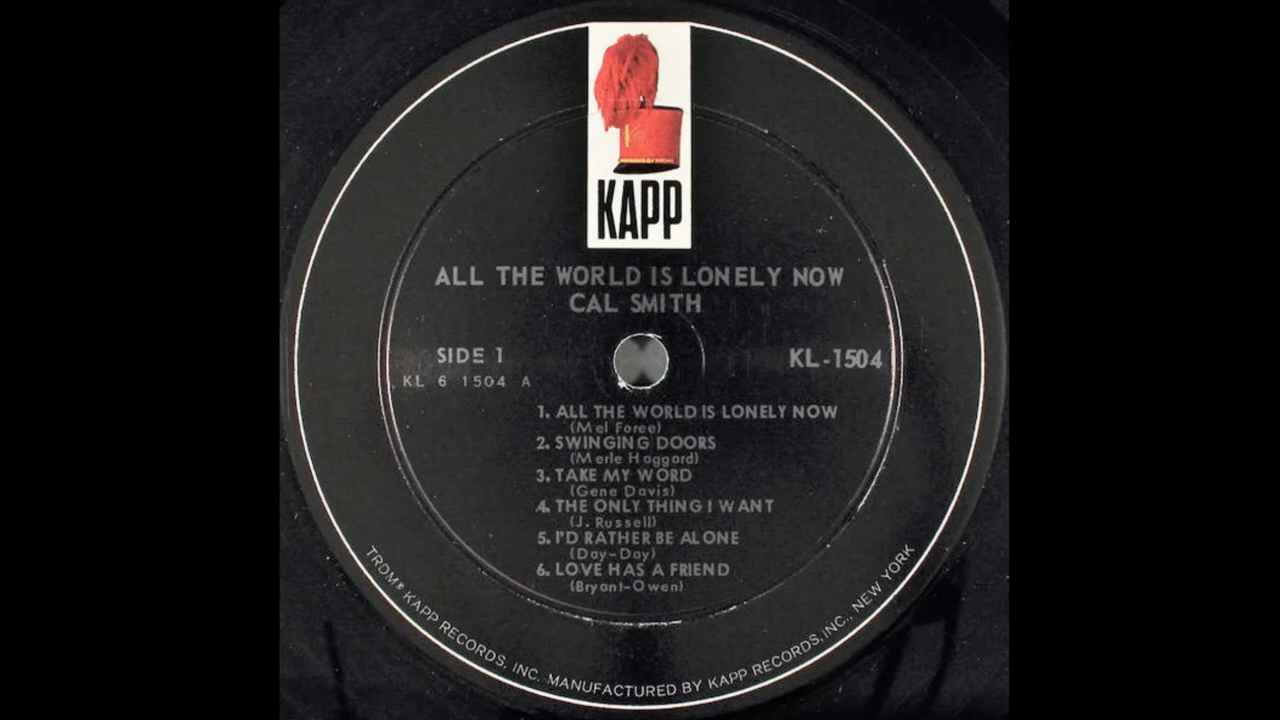 KAPP
ALL THE WORLD IS LONELY NOW
CAL SMITH
SIDE 1
KL-1504
KL 6 1504 A
1. ALL THE WORLD IS LONELY NOW
(Mel Foree)
2. SWINGING DOORS
(Merle Haggard)
3. TAKE MY WORD
(Gene Davis)
4. THE ONLY THING I WANT
(J. Russell)
5. I'D RATHER BE ALONE
(Day-Day)
6. LOVE HAS A FRIEND
(Bryant-Owen)
TRDM® KAPP RECORDS, INC. MANUFACTURED BY KAPP RECORDS, INC., NEW YORK